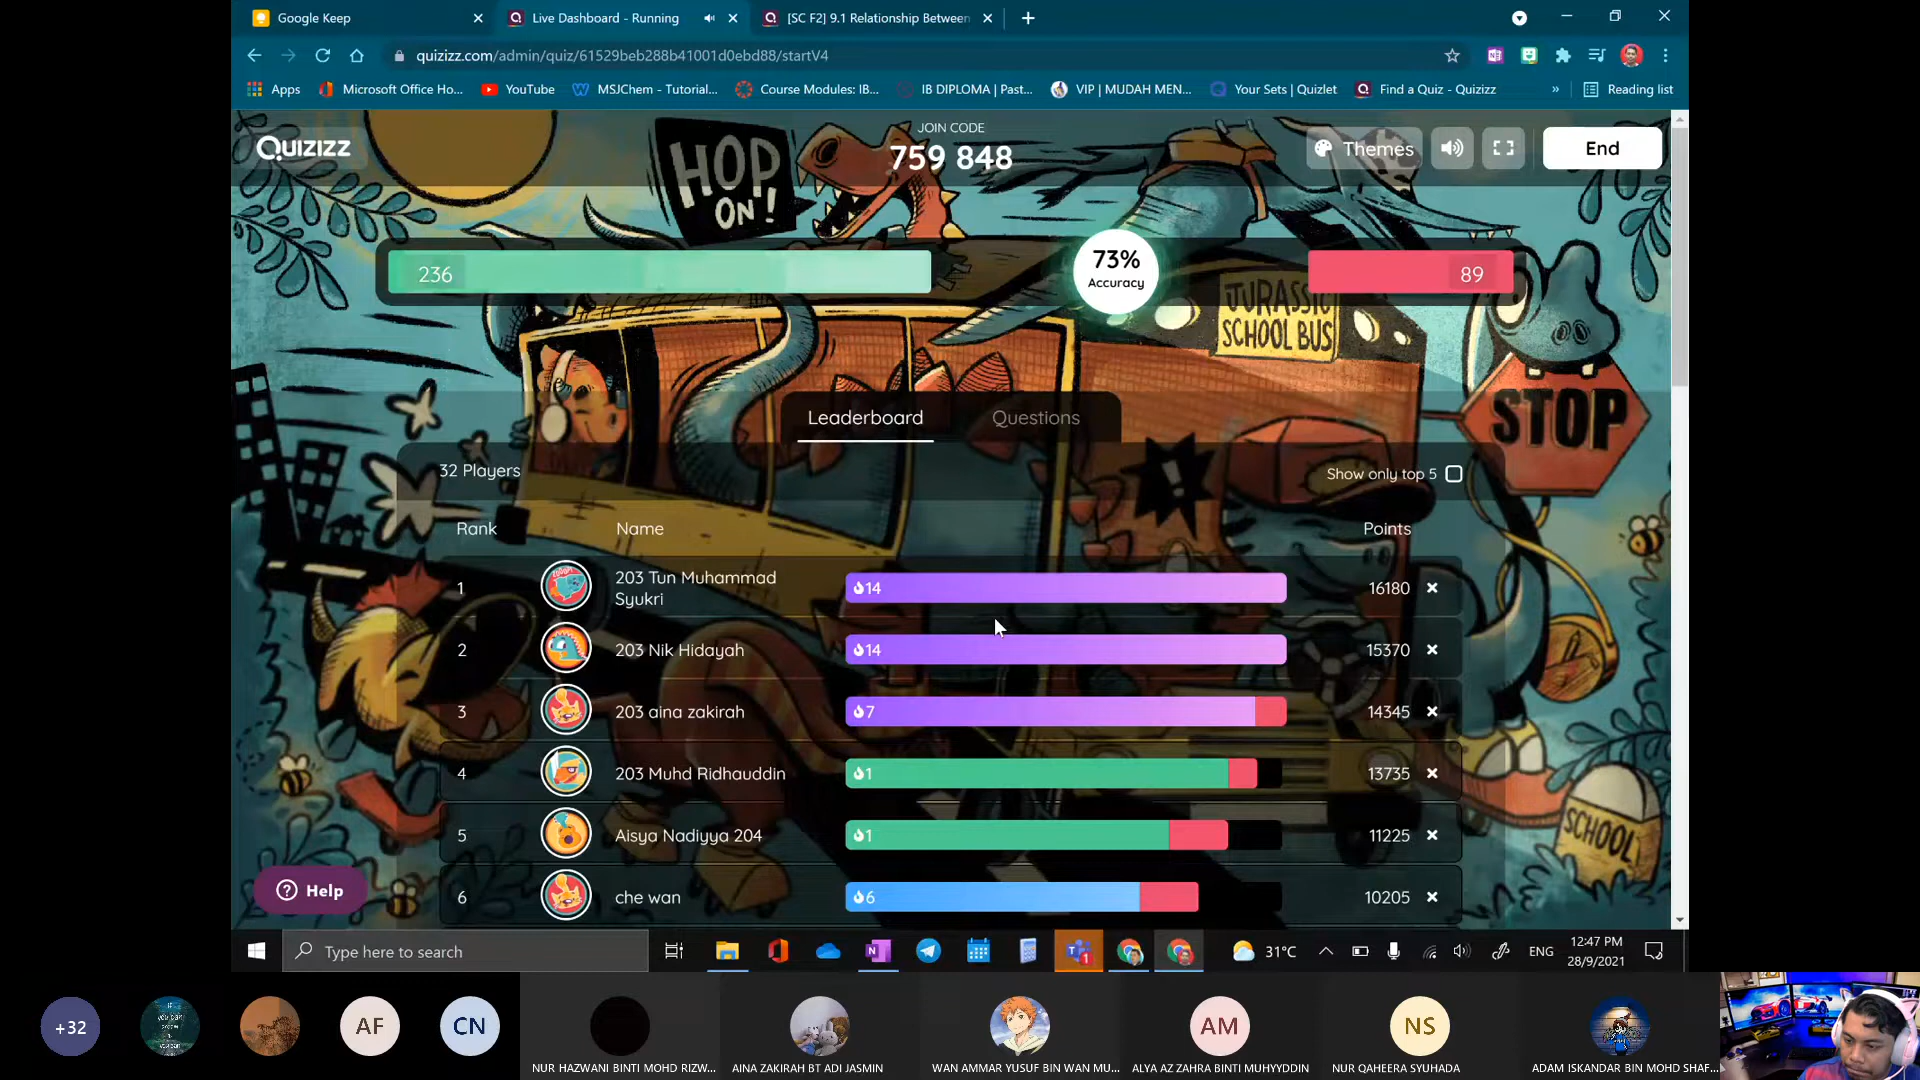 Google Keep
Live Dashboard - Running
[SC F2] 9.1 Relationship Between
quizizz.com/admin/quiz/61529beb288b41001d0ebd88/startV4
Apps
Microsoft Office Ho...
YouTube
MSJChem - Tutorial...
Course Modules: IB...
IB DIPLOMA | Past...
VIP | MUDAH MEN...
Your Sets | Quizlet
Find a Quiz - Quizizz
»
Reading list
Quizizz
HOP
ON!
JOIN CODE
759 848
Themes
End
236
73%
Accuracy
89
JURASSIC
SCHOOL BUS
STOP
Leaderboard
Questions
32 Players
Show only top 5
Rank
Name
Points
1
203 Tun Muhammad
Syukri
14
16180
2
203 Nik Hidayah
14
15370
3
203 aina zakirah
7
14345
4
203 Muhd Ridhauddin
1
13735
5
Aisya Nadiyya 204
1
11225
6
che wan
6
10205
SCHOOL
Help
Type here to search
1
31°C
ENG
12:47 PM
28/9/2021
+32
AF
CN
AM
NS
NUR HAZWANI BINTI MOHD RIZW...
AINA ZAKIRAH BT ADI JASMIN
WAN AMMAR YUSUF BIN WAN MU...
ALYA AZ ZAHRA BINTI MUHYYDDIN
NUR QAHEERA SYUHADA
ADAM ISKANDAR BIN MOHD SHAF...